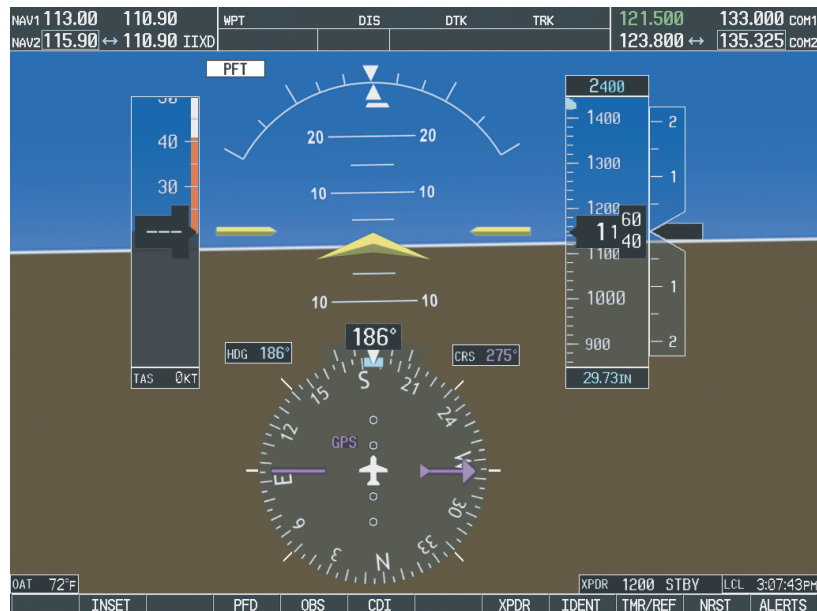 NAV1 113.00 110.90 WPT DIS DTK TRK 121.500 133.000 COM1
NAV2 115.90 ↔ 110.90 IIXD 123.800 ↔ 135.325 COM2
PFT
2400
40
30
---
TAS 0KT
20 20
10 10
10 10
1400
1300
1200
11 60 40
1100
1000
900
2
1
1
2
29.73IN
186°
HDG 186°
CRS 275°
GPS
S 21 24 W 30 33 N 3 6 E 12 15
OAT 72°F
XPDR 1200 STBY LCL 3:07:43PM
INSET PFD OBS CDI XPDR IDENT TMR/REF NRST ALERTS